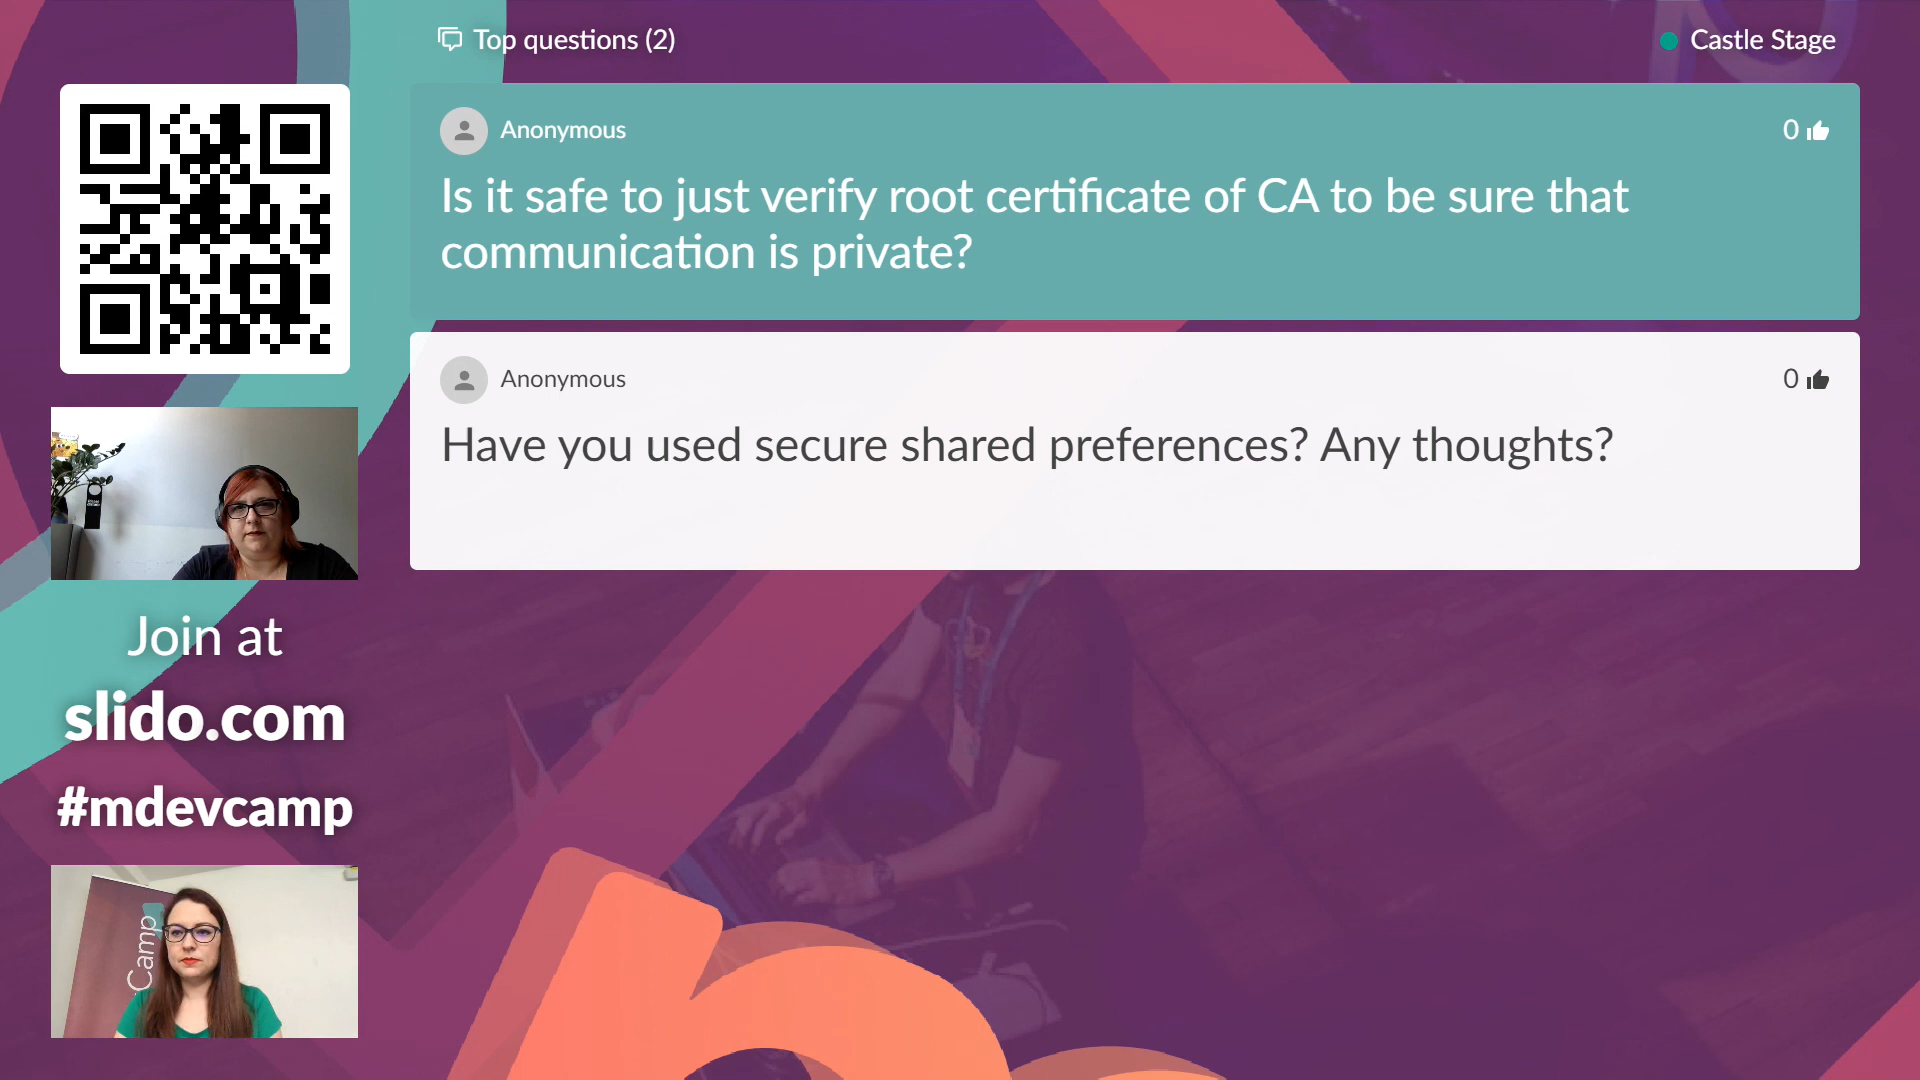 Top questions (2)
Castle Stage
Anonymous
0
Is it safe to just verify root certificate of CA to be sure that
communication is private?
Anonymous
0
Have you used secure shared preferences? Any thoughts?
Join at
slido.com
#mdevcamp
Camp